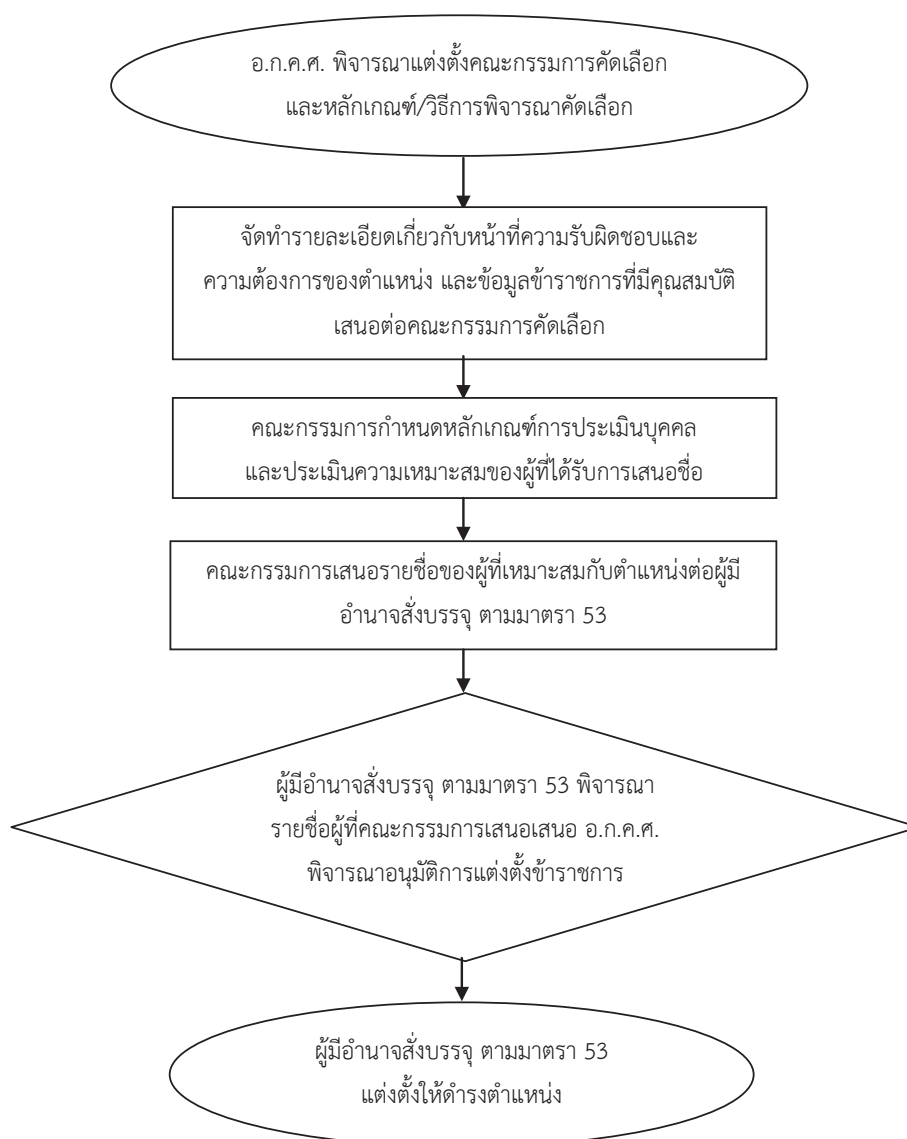 อ.ก.ค.ศ. พิจารณาแต่งตั้งคณะกรรมการคัดเลือก
และหลักเกณฑ์/วิธีการพิจารณาคัดเลือก
จัดทำรายละเอียดเกี่ยวกับหน้าที่ความรับผิดชอบและ
ความต้องการของตำแหน่ง และข้อมูลข้าราชการที่มีคุณสมบัติ
เสนอต่อคณะกรรมการคัดเลือก
คณะกรรมการกำหนดหลักเกณฑ์การประเมินบุคคล
และประเมินความเหมาะสมของผู้ที่ได้รับการเสนอชื่อ
คณะกรรมการเสนอรายชื่อของผู้ที่เหมาะสมกับตำแหน่งต่อผู้มี
อำนาจสั่งบรรจุ ตามมาตรา 53
ผู้มีอำนาจสั่งบรรจุ ตามมาตรา 53 พิจารณา
รายชื่อผู้ที่คณะกรรมการเสนอเสนอ อ.ก.ค.ศ.
พิจารณาอนุมัติการแต่งตั้งข้าราชการ
ผู้มีอำนาจสั่งบรรจุ ตามมาตรา 53
แต่งตั้งให้ดำรงตำแหน่ง